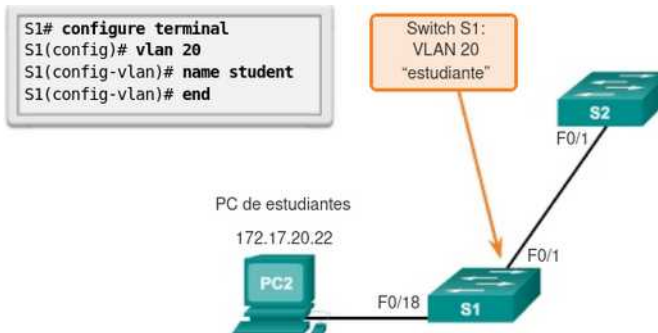 S1# configure terminal
S1(config)# vlan 20
S1(config-vlan)# name student
S1(config-vlan)# end
Switch S1:
VLAN 20
“estudiante”
S2
F0/1
PC de estudiantes
172.17.20.22
PC2
F0/18
F0/1
S1